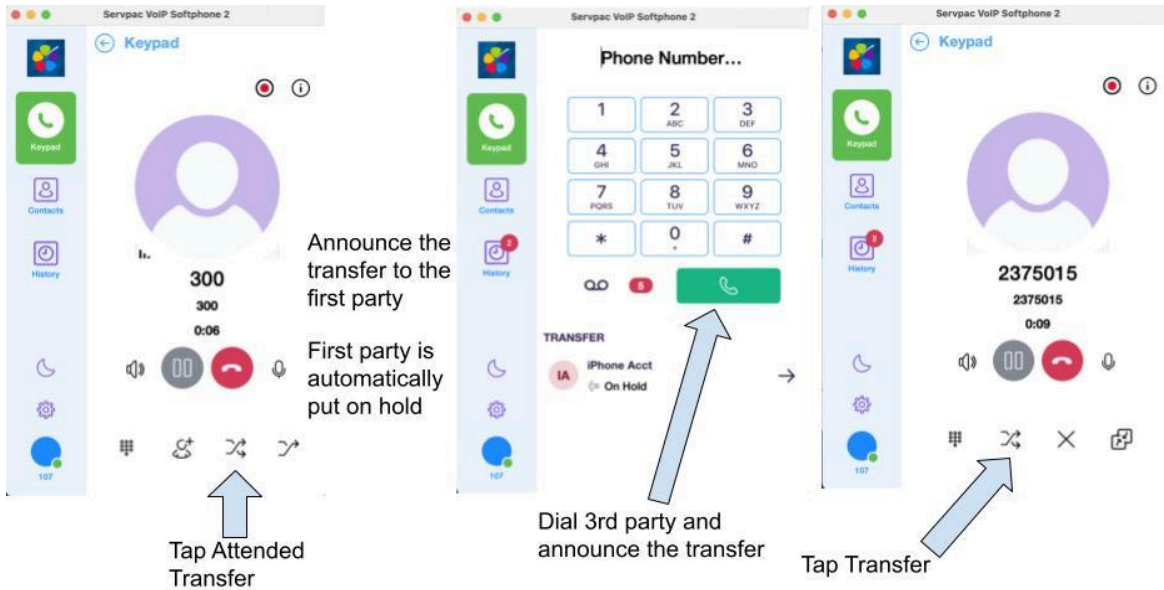 Servpac VoIP Softphone 2
Keypad
Keypad
Contacts
History
300
300
0:06
107
Tap Attended
Transfer
Announce the
transfer to the
first party
First party is
automatically
put on hold
Servpac VoIP Softphone 2
Phone Number...
Keypad
Contacts
2
History
1
2
ABC
3
DEF
4
GHI
5
JKL
6
MNO
7
PQRS
8
TUV
9
WXYZ
*
0
+
#
5
TRANSFER
IA
iPhone Acct
On Hold
107
Dial 3rd party and
announce the transfer
Servpac VoIP Softphone 2
Keypad
Keypad
Contacts
2
History
2375015
2375015
0:09
107
Tap Transfer